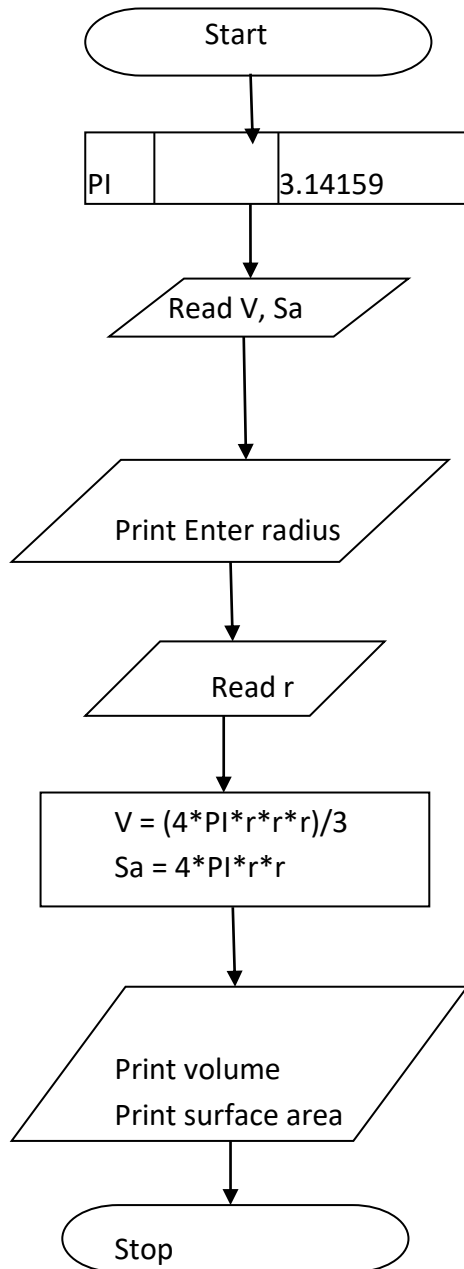 Start
PI 3.14159
Read V, Sa
Print Enter radius
Read r
V = (4*PI*r*r*r)/3
Sa = 4*PI*r*r
Print volume
Print surface area
Stop